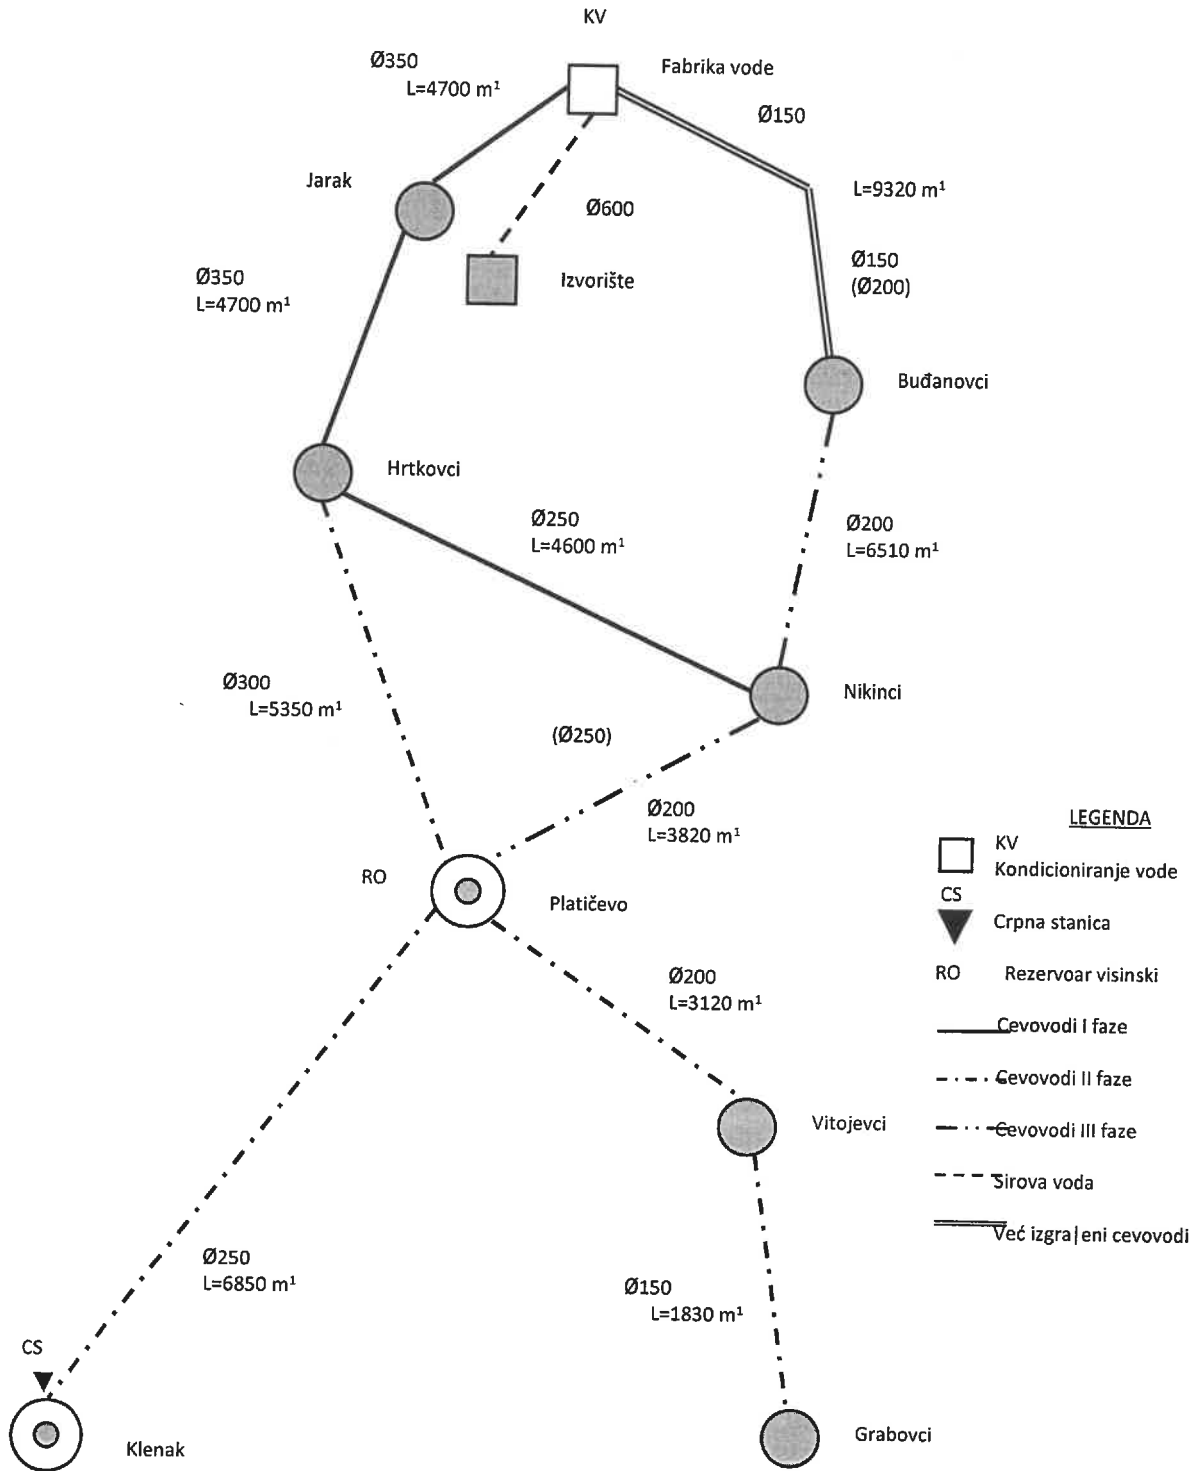 KV
Ø350
L=4700 m¹
Fabrika vode
Ø150
Jarak
L=9320 m¹
Ø600
Ø350
L=4700 m¹
Izvorište
Ø150
(Ø200)
Buđanovci
Hrtkovci
Ø250
L=4600 m¹
Ø200
L=6510 m¹
Ø300
L=5350 m¹
Nikinci
(Ø250)
Ø200
L=3820 m¹
RO
Platičevo
LEGENDA
KV
Kondicioniranje vode
CS
Crpna stanica
RO Rezervoar visinski
Cevovodi I faze
Cevovodi II faze
Cevovodi III faze
Sirova voda
Već izgra|eni cevovodi
Ø200
L=3120 m¹
Vitojevci
Ø250
L=6850 m¹
Ø150
L=1830 m¹
CS
Klenak
Grabovci